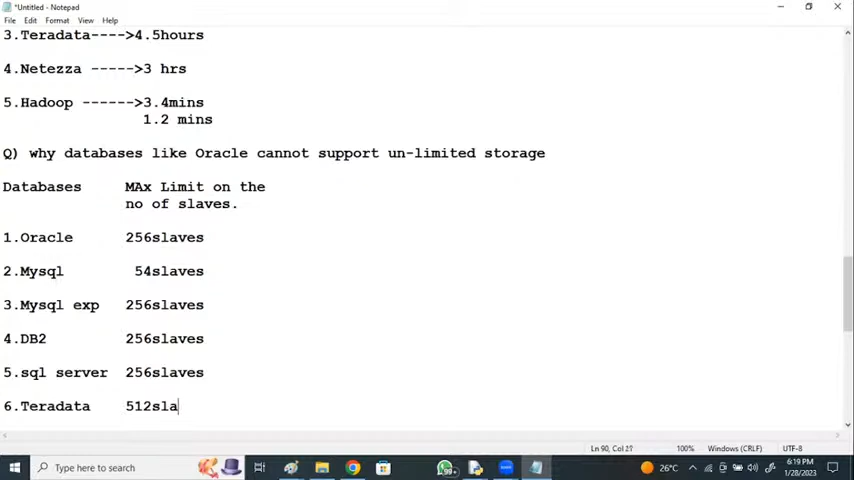 *Untitled - Notepad
File Edit Format View Help
3.Teradata---->4.5hours
4.Netezza ----->3 hrs
5.Hadoop ------>3.4mins
1.2 mins
Q) why databases like Oracle cannot support un-limited storage
Databases MAx Limit on the
no of slaves.
1.Oracle 256slaves
2.Mysql 54slaves
3.Mysql exp 256slaves
4.DB2 256slaves
5.sql server 256slaves
6.Teradata 512sla
Ln 90, Col 27 100% Windows (CRLF) UTF-8
Type here to search 99+ 26°C 6:19 PM
1/28/2023